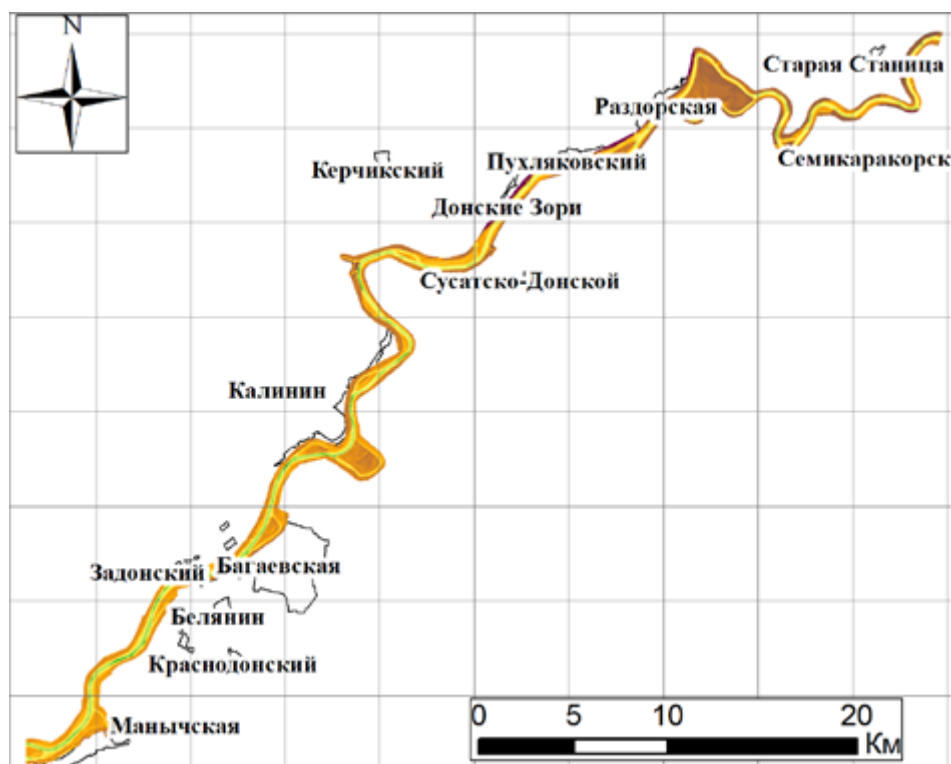 N
Старая Станица
Раздорская
Семикаракорск
Пухляковский
Керчикский
Донские Зори
Сусатско-Донской
Калинин
Багаевская
Задонский
Белянин
Краснодонский
Манычская
0 5 10 20
Км